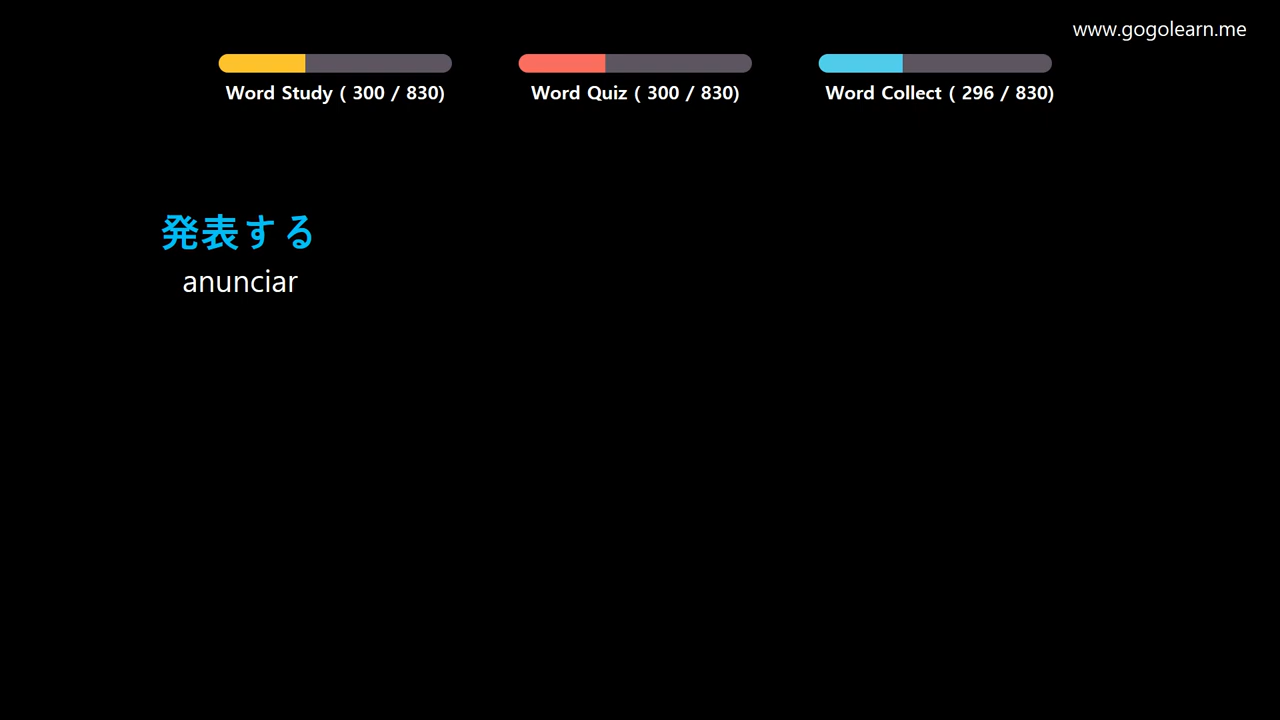 www.gogolearn.me
Word Study ( 300 / 830)
Word Quiz ( 300 / 830)
Word Collect ( 296 / 830)
発表する
anunciar